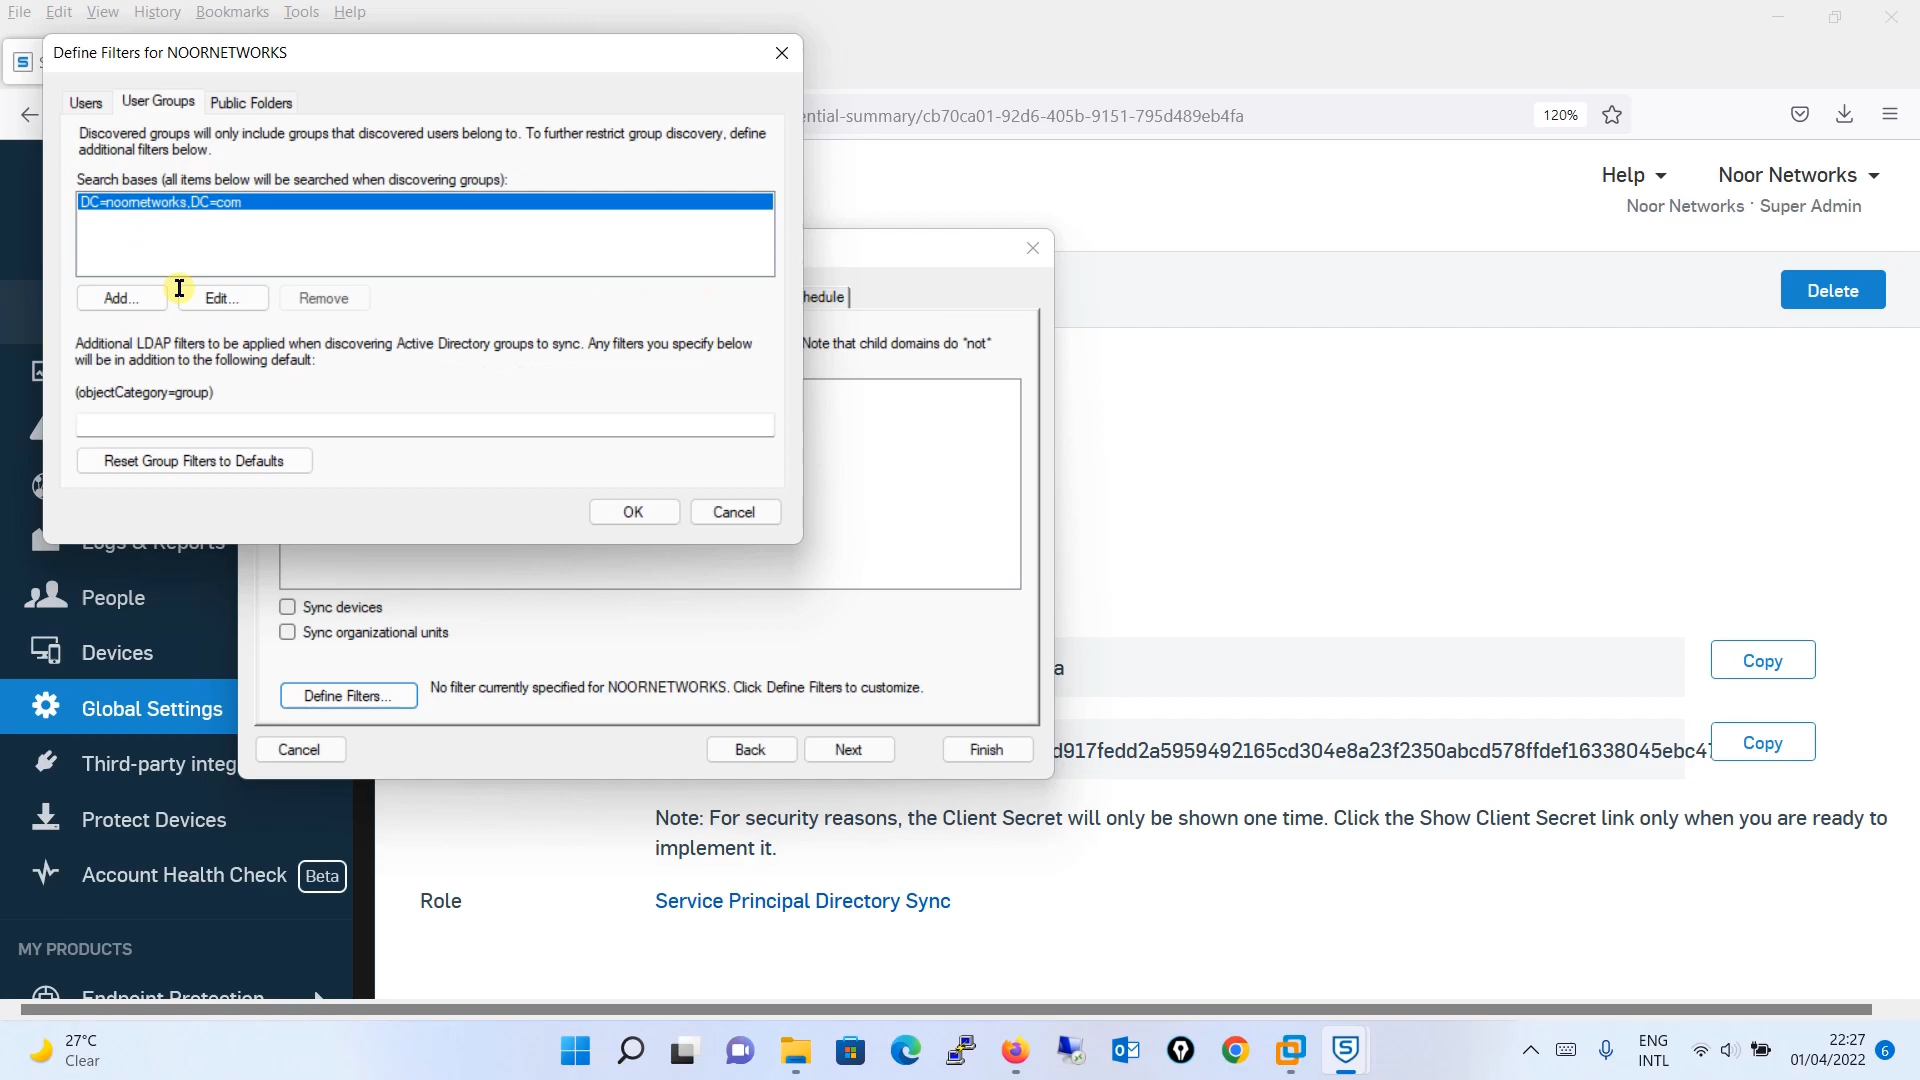 File Edit View History Bookmarks Tools Help
Define Filters for NOORNETWORKS
Users User Groups Public Folders
ential-summary/cb70ca01-92d6-405b-9151-795d489eb4fa
120%
Discovered groups will only include groups that discovered users belong to. To further restrict group discovery, define
additional filters below.
Search bases (all items below will be searched when discovering groups):
DC=noornetworks,DC=com
Add... Edit... Remove
Additional LDAP filters to be applied when discovering Active Directory groups to sync. Any filters you specify below
will be in addition to the following default:
(objectCategory=group)
Reset Group Filters to Defaults
OK Cancel
Help Noor Networks
Noor Networks · Super Admin
Delete
hedule
Note that child domains do *not*
Sync devices
Sync organizational units
Define Filters... No filter currently specified for NOORNETWORKS. Click Define Filters to customize.
Cancel Back Next Finish
Logs & Reports
People
Devices
Global Settings
Third-party integ
Protect Devices
Account Health Check Beta
MY PRODUCTS
Endpoint Protection
a
Copy
d917fedd2a5959492165cd304e8a23f2350abcd578ffdef16338045ebc4
Copy
Note: For security reasons, the Client Secret will only be shown one time. Click the Show Client Secret link only when you are ready to
implement it.
Role Service Principal Directory Sync
27°C
Clear
ENG
INTL
22:27
01/04/2022
6